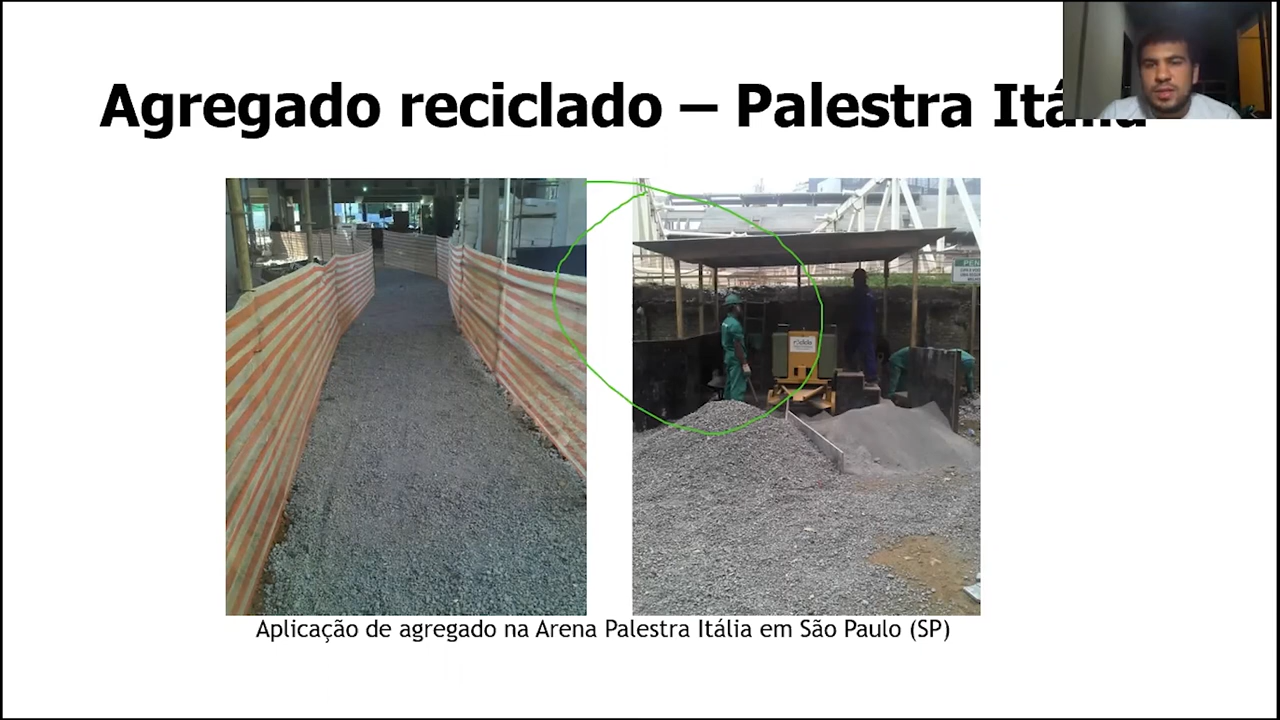 Agregado reciclado – Palestra Itália
Aplicação de agregado na Arena Palestra Itália em São Paulo (SP)